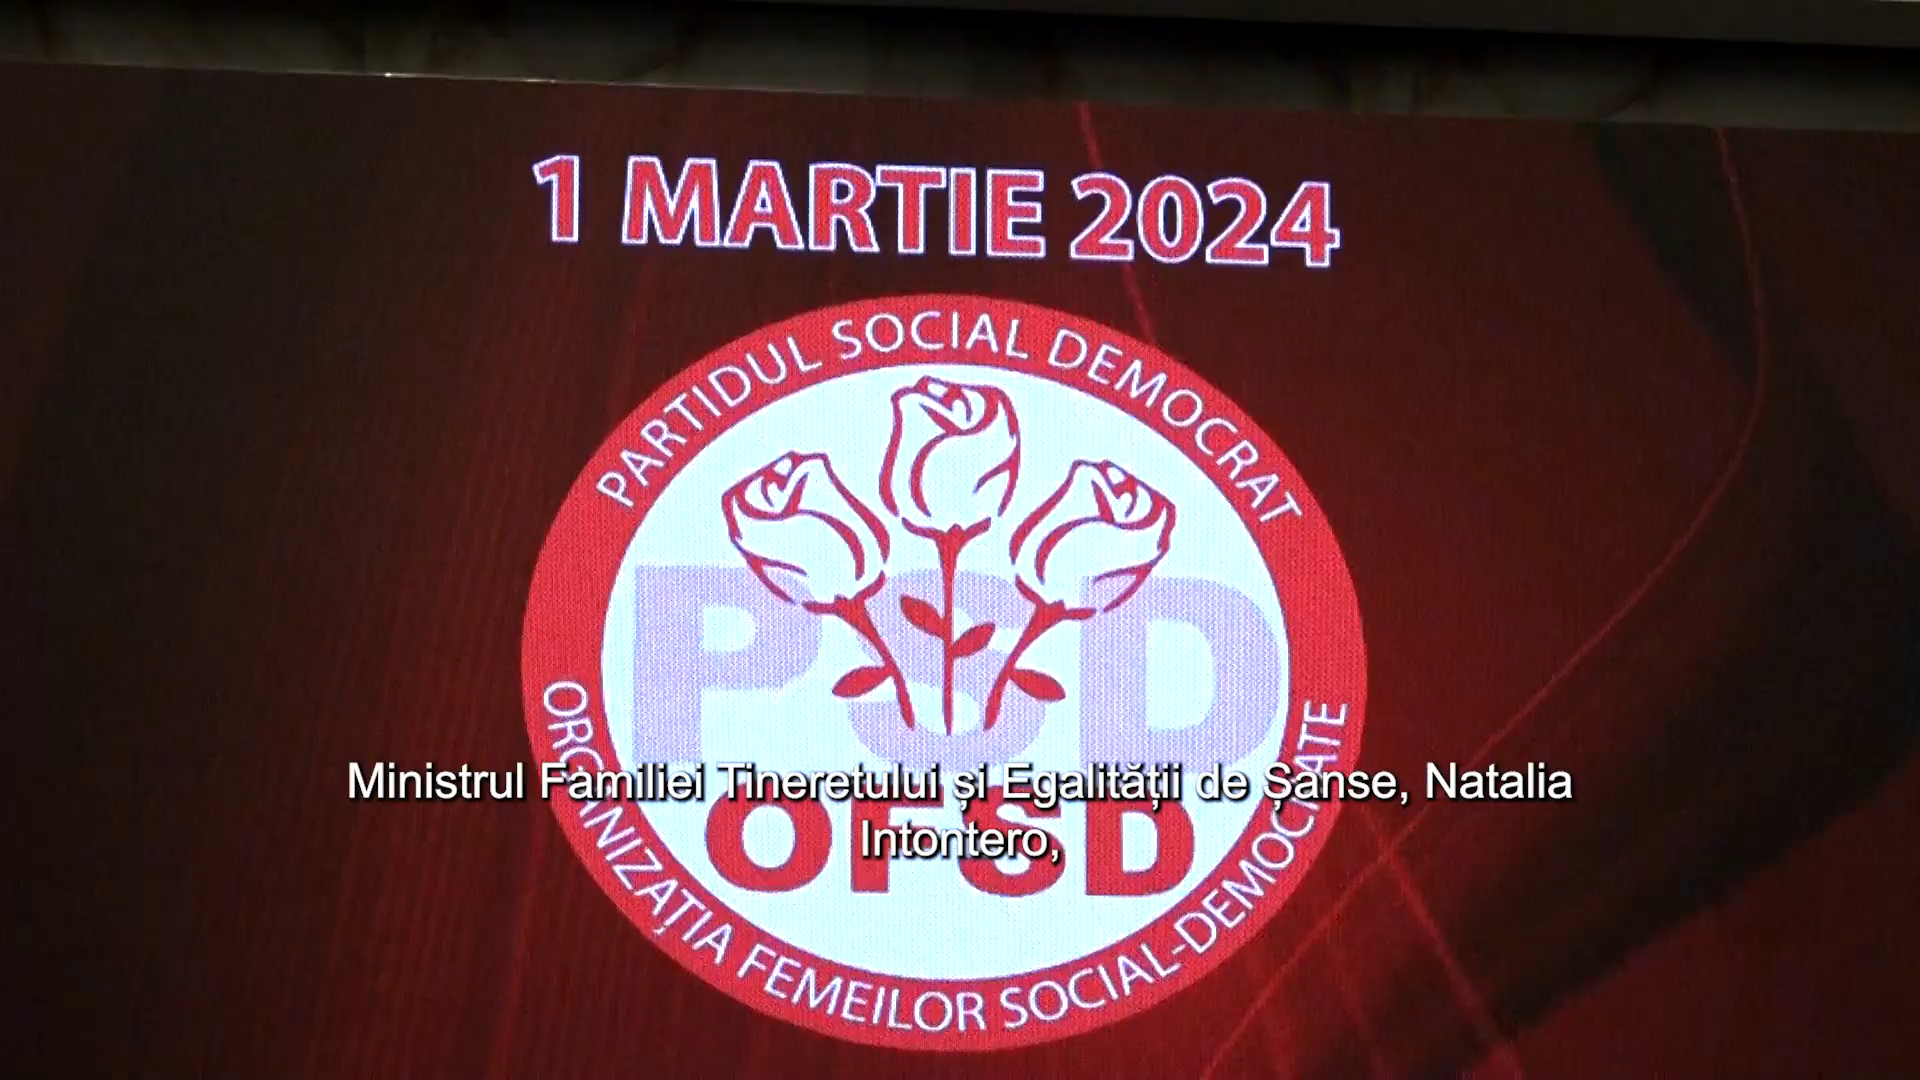 1 MARTIE 2024
PARTIDUL SOCIAL DEMOCRAT
PSD
OFSD
ORGANIZAȚIA FEMEILOR SOCIAL-DEMOCRATE
Ministrul Familiei Tineretului și Egalității de Șanse, Natalia
Intontero,